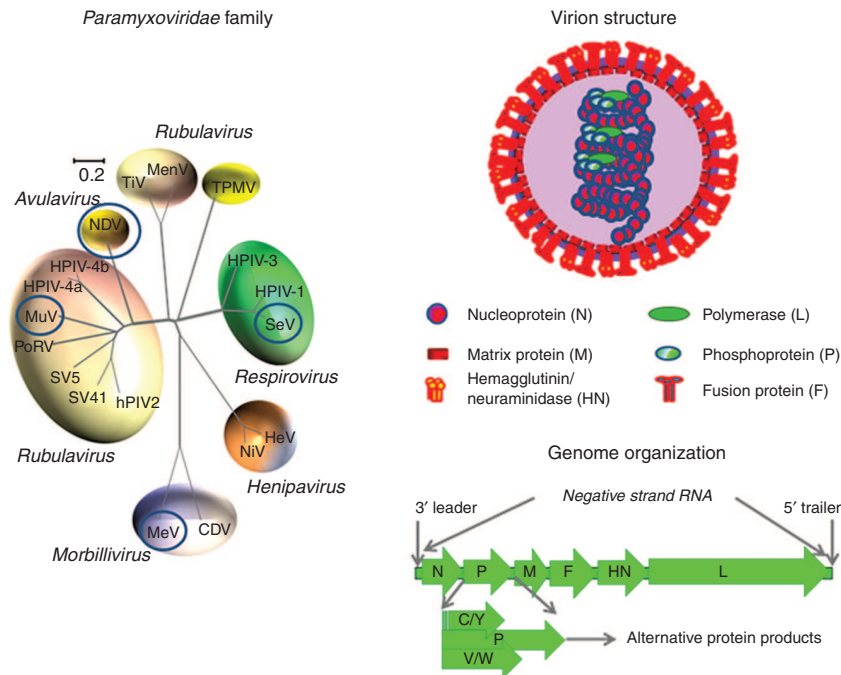 Paramyxoviridae family
Rubulavirus
0.2
TiV
MenV
TPMV
Avulavirus
NDV
HPIV-4b
HPIV-4a
MuV
PoRV
SV5
SV41
hPIV2
Rubulavirus
HPIV-3
HPIV-1
SeV
Respirovirus
HeV
NiV
Henipavirus
MeV
CDV
Morbillivirus
Virion structure
Nucleoprotein (N)
Polymerase (L)
Matrix protein (M)
Phosphoprotein (P)
Hemagglutinin/
neuraminidase (HN)
Fusion protein (F)
Genome organization
Negative strand RNA
3′ leader
5′ trailer
N
P
M
F
HN
L
C/Y
P
V/W
Alternative protein products